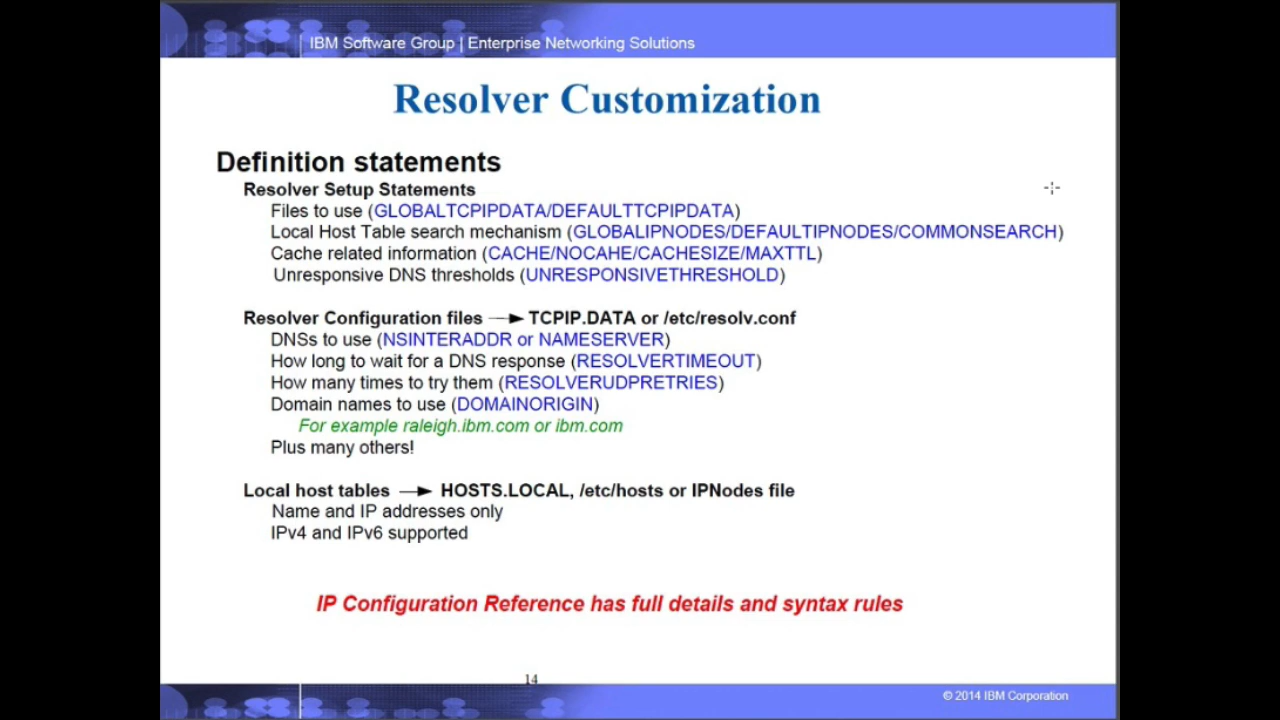 IBM Software Group | Enterprise Networking Solutions
Resolver Customization
Definition statements
Resolver Setup Statements
Files to use (GLOBALTCPIPDATA/DEFAULTTCPIPDATA)
Local Host Table search mechanism (GLOBALIPNODES/DEFAULTIPNODES/COMMONSEARCH)
Cache related information (CACHE/NOCAHE/CACHESIZE/MAXTTL)
Unresponsive DNS thresholds (UNRESPONSIVETHRESHOLD)
Resolver Configuration files → TCPIP.DATA or /etc/resolv.conf
DNSs to use (NSINTERADDR or NAMESERVER)
How long to wait for a DNS response (RESOLVERTIMEOUT)
How many times to try them (RESOLVERUDPRETRIES)
Domain names to use (DOMAINORIGIN)
For example raleigh.ibm.com or ibm.com
Plus many others!
Local host tables → HOSTS.LOCAL, /etc/hosts or IPNodes file
Name and IP addresses only
IPv4 and IPv6 supported
IP Configuration Reference has full details and syntax rules
14
© 2014 IBM Corporation